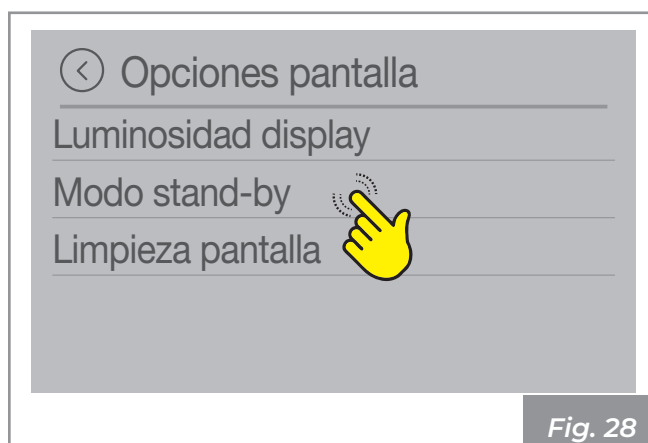 Opciones pantalla
Luminosidad display
Modo stand-by
Limpieza pantalla
Fig. 28